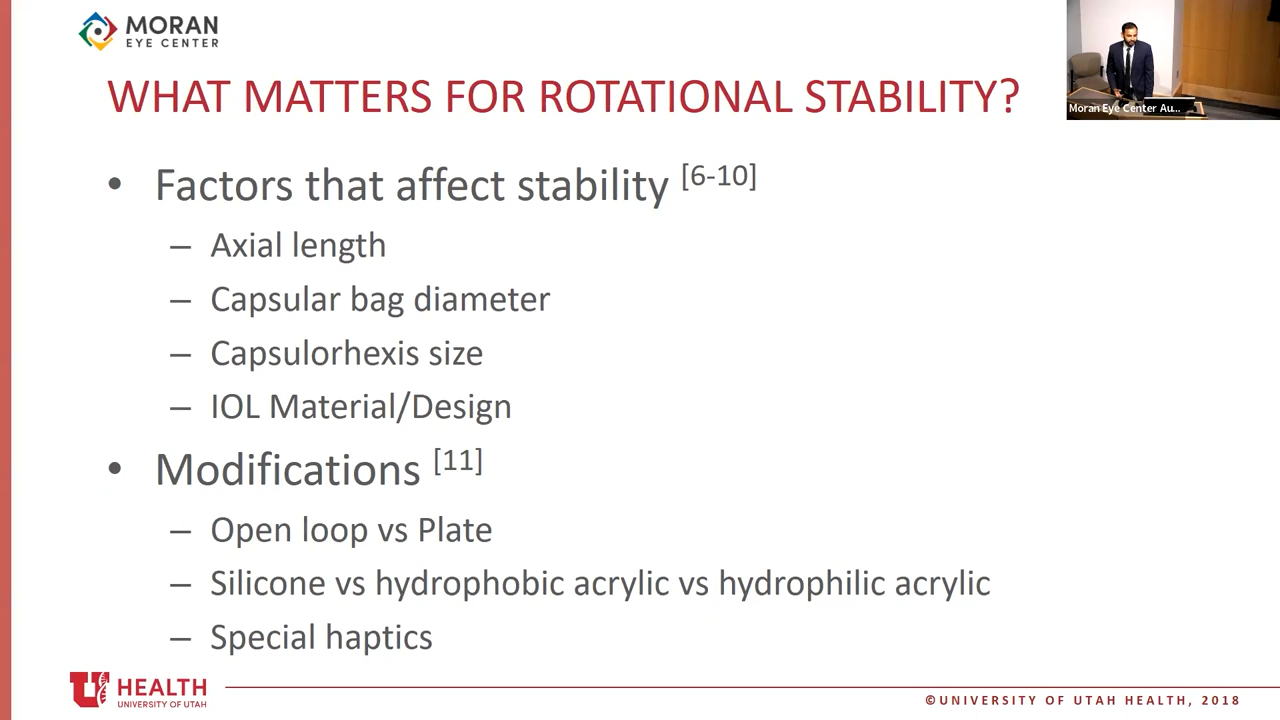 MORAN
EYE CENTER
Moran Eye Center Au...
WHAT MATTERS FOR ROTATIONAL STABILITY?
• Factors that affect stability [6-10]
– Axial length
– Capsular bag diameter
– Capsulorhexis size
– IOL Material/Design
• Modifications [11]
– Open loop vs Plate
– Silicone vs hydrophobic acrylic vs hydrophilic acrylic
– Special haptics
U HEALTH
UNIVERSITY OF UTAH
©UNIVERSITY OF UTAH HEALTH, 2018